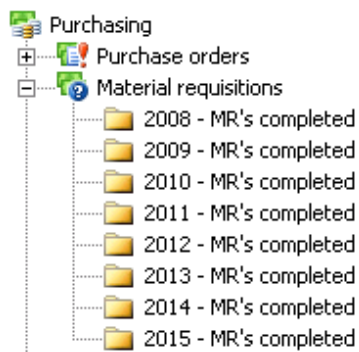 Purchasing
Purchase orders
Material requisitions
2008 - MR's completed
2009 - MR's completed
2010 - MR's completed
2011 - MR's completed
2012 - MR's completed
2013 - MR's completed
2014 - MR's completed
2015 - MR's completed